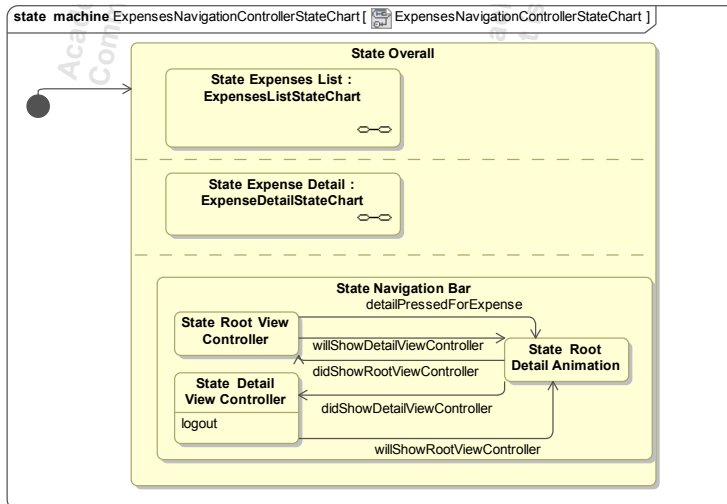 state machine ExpensesNavigationControllerStateChart [ ExpensesNavigationControllerStateChart ]
State Overall
State Expenses List :
ExpensesListStateChart
State Expense Detail :
ExpenseDetailStateChart
State Navigation Bar
detailPressedForExpense
State Root View
Controller
willShowDetailViewController
State Root
Detail Animation
didShowRootViewController
State Detail
View Controller
didShowDetailViewController
logout
willShowRootViewController